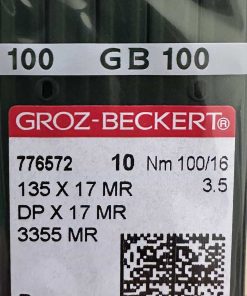 100 GB 100
GROZ-BECKERT®
776572 10 Nm 100/16
135 X 17 MR 3.5
DP X 17 MR
3355 MR